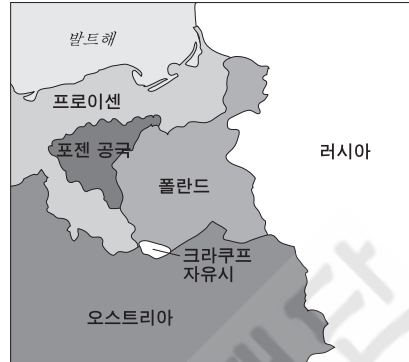 발트해
프로이센
포젠 공국
러시아
폴란드
크라쿠프
자유시
오스트리아